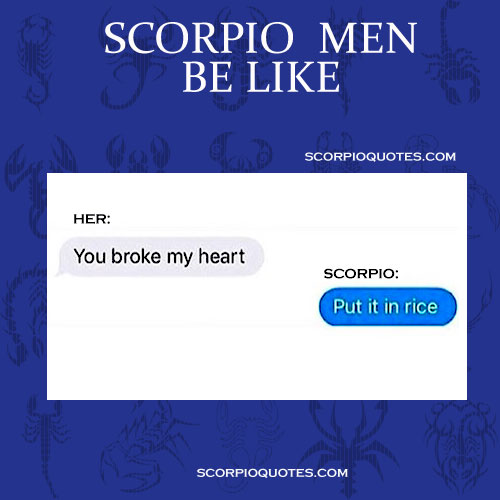 SCORPIO MEN
BE LIKE
SCORPIOQUOTES.COM
HER:
You broke my heart
SCORPIO:
Put it in rice
SCORPIOQUOTES.COM